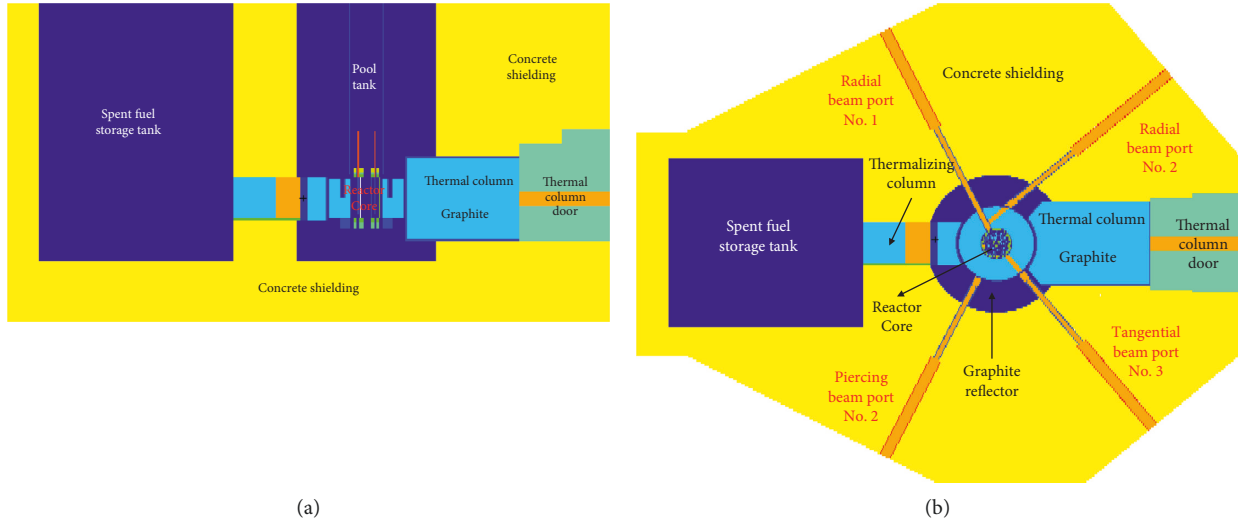 Spent fuel
storage tank
Pool
tank
Concrete
shielding
Reactor
Core
Thermal column
Graphite
Thermal
column
door
Concrete shielding
(a)
Radial
beam port
No. 1
Concrete shielding
Radial
beam port
No. 2
Thermalizing
column
Spent fuel
storage tank
Thermal column
Graphite
Thermal
column
door
Reactor
Core
Graphite
reflector
Piercing
beam port
No. 2
Tangential
beam port
No. 3
(b)